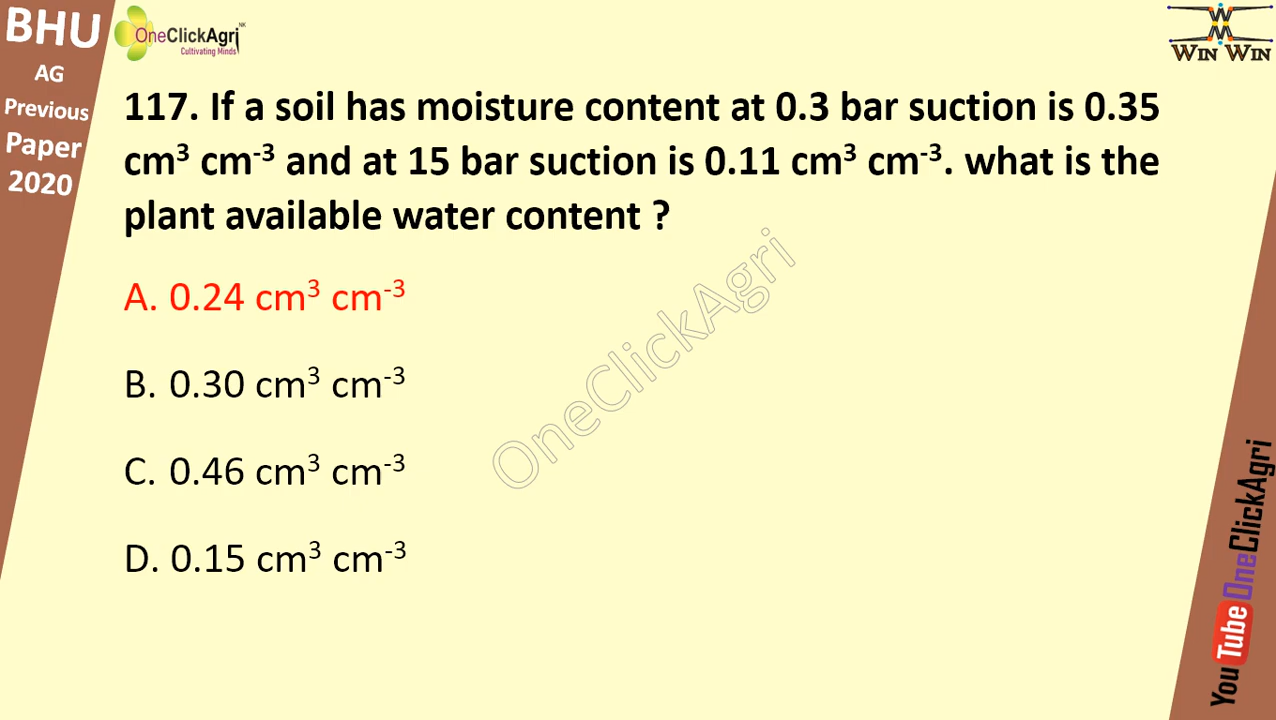 BHU
AG
Previous
Paper
2020
OneClickAgri NK
Cultivating Minds
WIN WIN
117. If a soil has moisture content at 0.3 bar suction is 0.35
cm³ cm⁻³ and at 15 bar suction is 0.11 cm³ cm⁻³. what is the
plant available water content ?
A. 0.24 cm³ cm⁻³
B. 0.30 cm³ cm⁻³
C. 0.46 cm³ cm⁻³
D. 0.15 cm³ cm⁻³
OneClickAgri
YouTube OneClickAgri